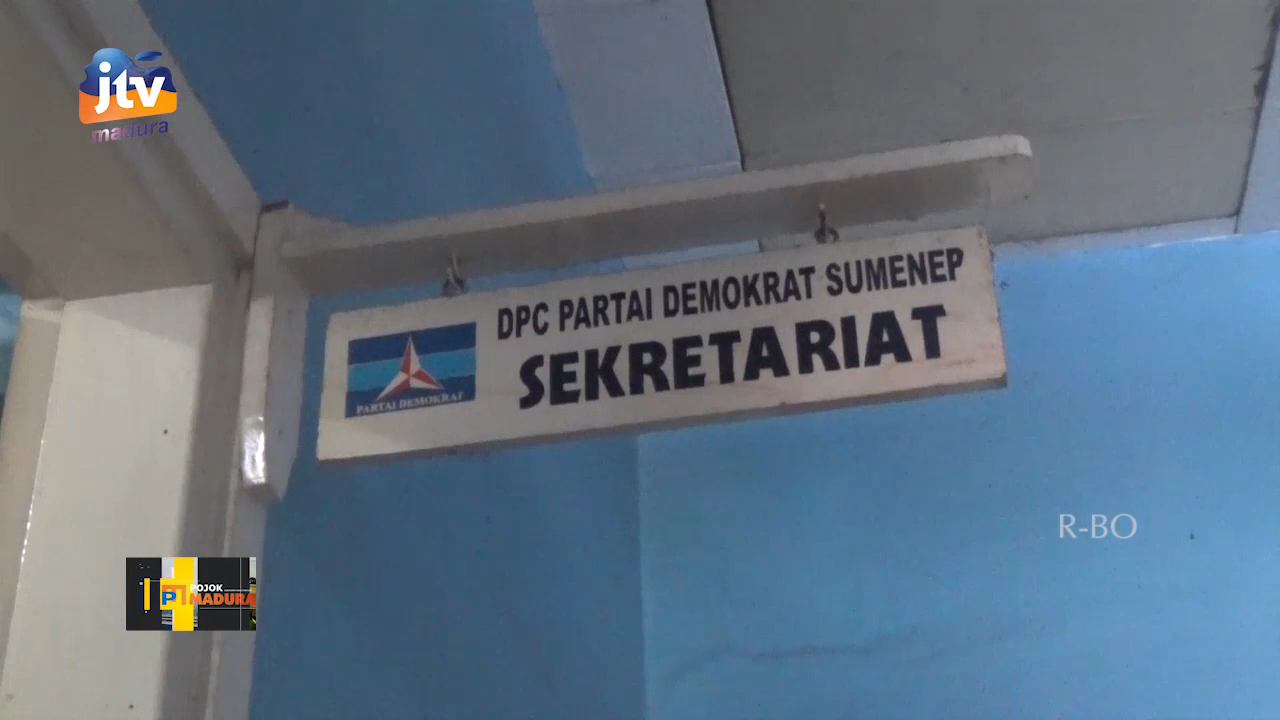 jtv
madura
DPC PARTAI DEMOKRAT SUMENEP
SEKRETARIAT
PARTAI DEMOKRAT
R-BO
POJOK
MADURA